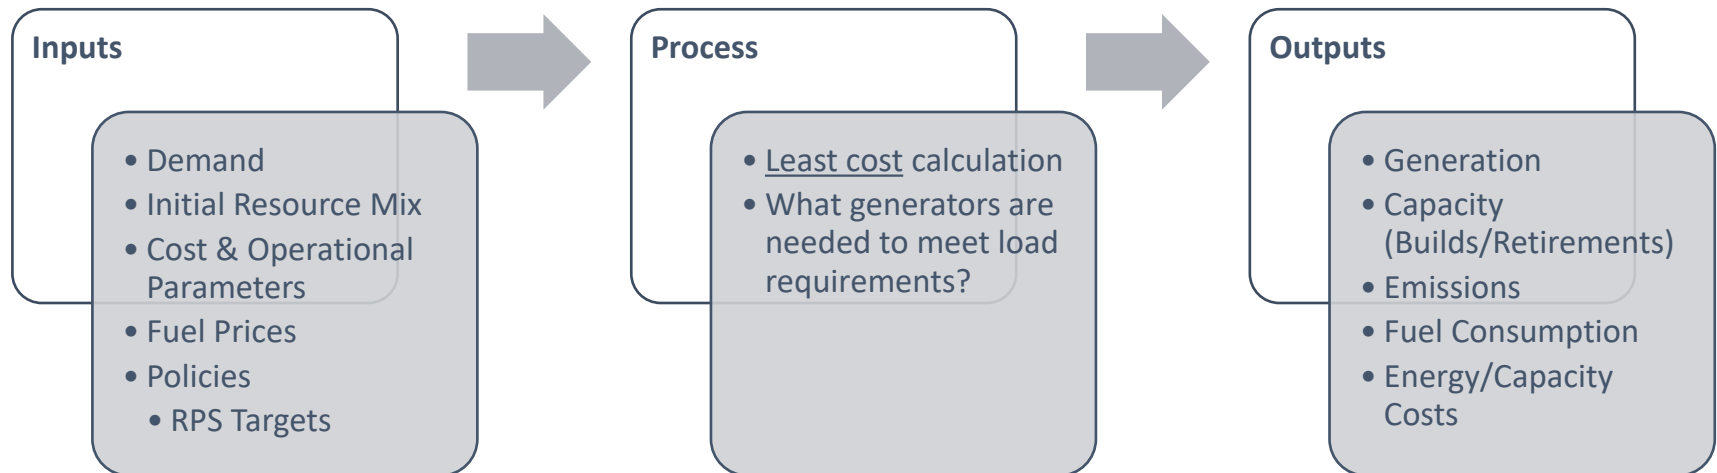 Inputs
• Demand
• Initial Resource Mix
• Cost & Operational
Parameters
• Fuel Prices
• Policies
• RPS Targets
Process
• Least cost calculation
• What generators are
needed to meet load
requirements?
Outputs
• Generation
• Capacity
(Builds/Retirements)
• Emissions
• Fuel Consumption
• Energy/Capacity
Costs